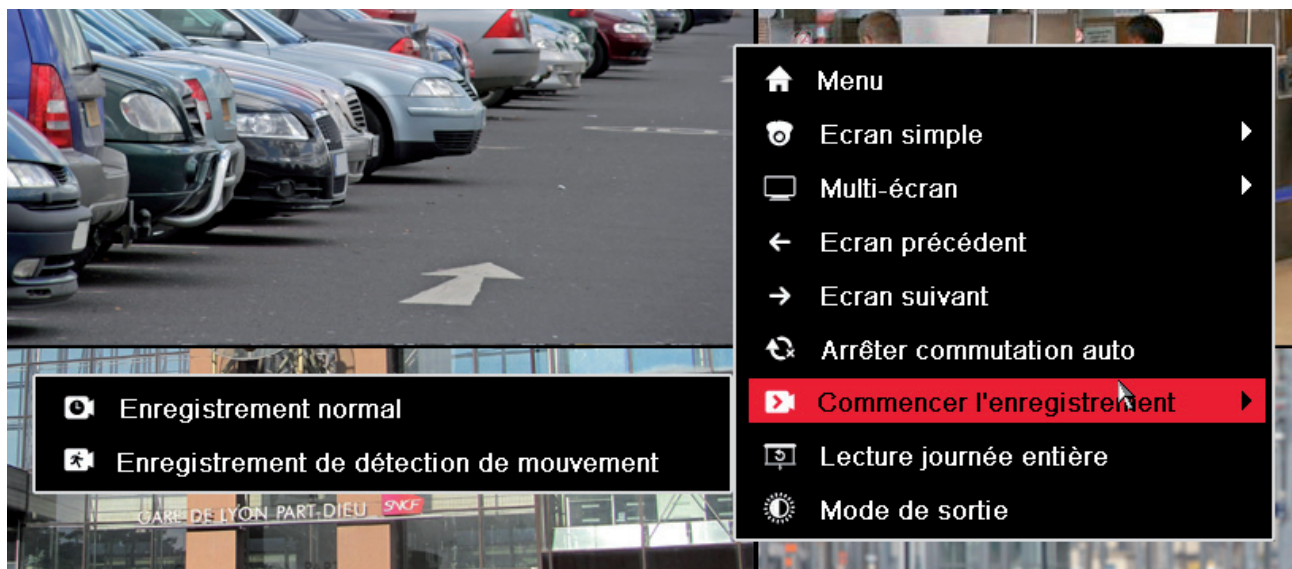 Menu
Ecran simple
Multi-écran
Ecran précédent
Ecran suivant
Arrêter commutation auto
Commencer l'enregistrement
Lecture journée entière
Mode de sortie
Enregistrement normal
Enregistrement de détection de mouvement
GARE DE LYON PART-DIEU SNCF